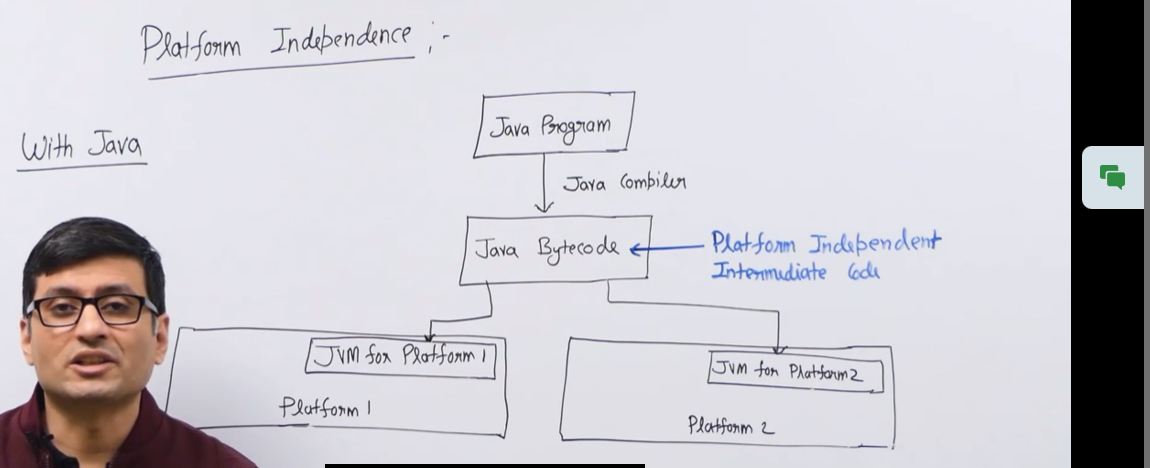 Platform Independence :-
With Java
Java Program
Java Compiler
Java Bytecode
Platform Independent
Intermediate Code
JVM for Platform 1
Platform 1
JVM for Platform 2
Platform 2